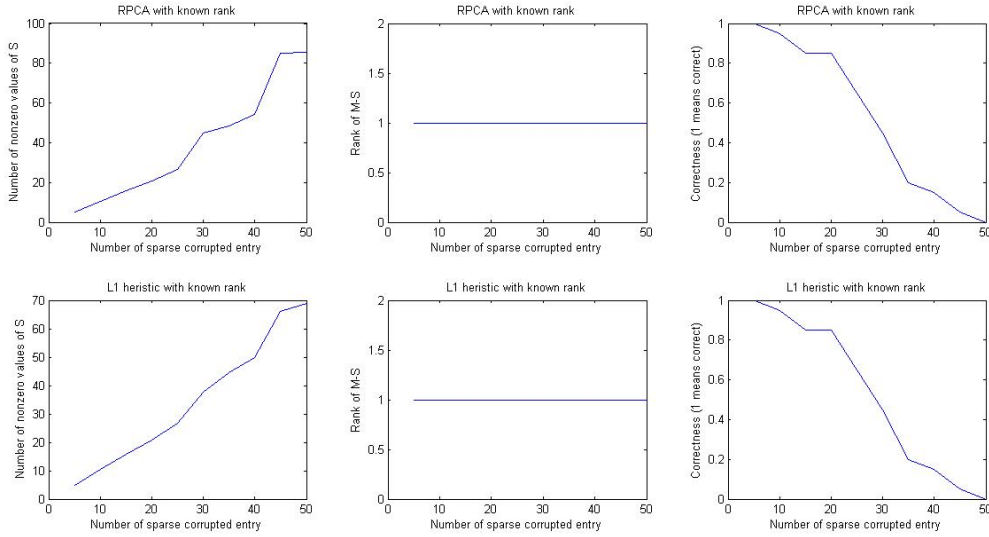 RPCA with known rank
100
80
60
40
20
0
0 10 20 30 40 50
Number of nonzero values of S
Number of sparse corrupted entry
RPCA with known rank
2
1.5
1
0.5
0
0 10 20 30 40 50
Rank of M-S
Number of sparse corrupted entry
RPCA with known rank
1
0.8
0.6
0.4
0.2
0
0 10 20 30 40 50
Correctness (1 means correct)
Number of sparse corrupted entry
L1 heristic with known rank
70
60
50
40
30
20
10
0
0 10 20 30 40 50
Number of nonzero values of S
Number of sparse corrupted entry
L1 heristic with known rank
2
1.5
1
0.5
0
0 10 20 30 40 50
Rank of M-S
Number of sparse corrupted entry
L1 heristic with known rank
1
0.8
0.6
0.4
0.2
0
0 10 20 30 40 50
Correctness (1 means correct)
Number of sparse corrupted entry